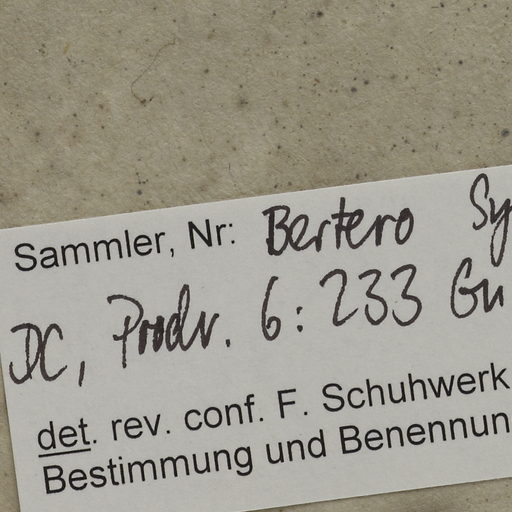 Sammler, Nr: Bertero Sy
DC, Prodr. 6: 233 Gu
det. rev. conf. F. Schuhwerk
Bestimmung und Benennun